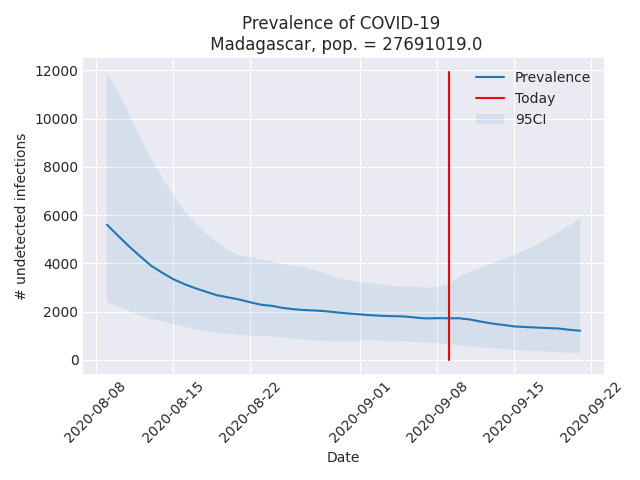 Prevalence of COVID-19
Madagascar, pop. = 27691019.0
12000
10000
8000
6000
4000
2000
0
# undetected infections
Prevalence
Today
95CI
2020-08-08
2020-08-15
2020-08-22
2020-09-01
2020-09-08
2020-09-15
2020-09-22
Date